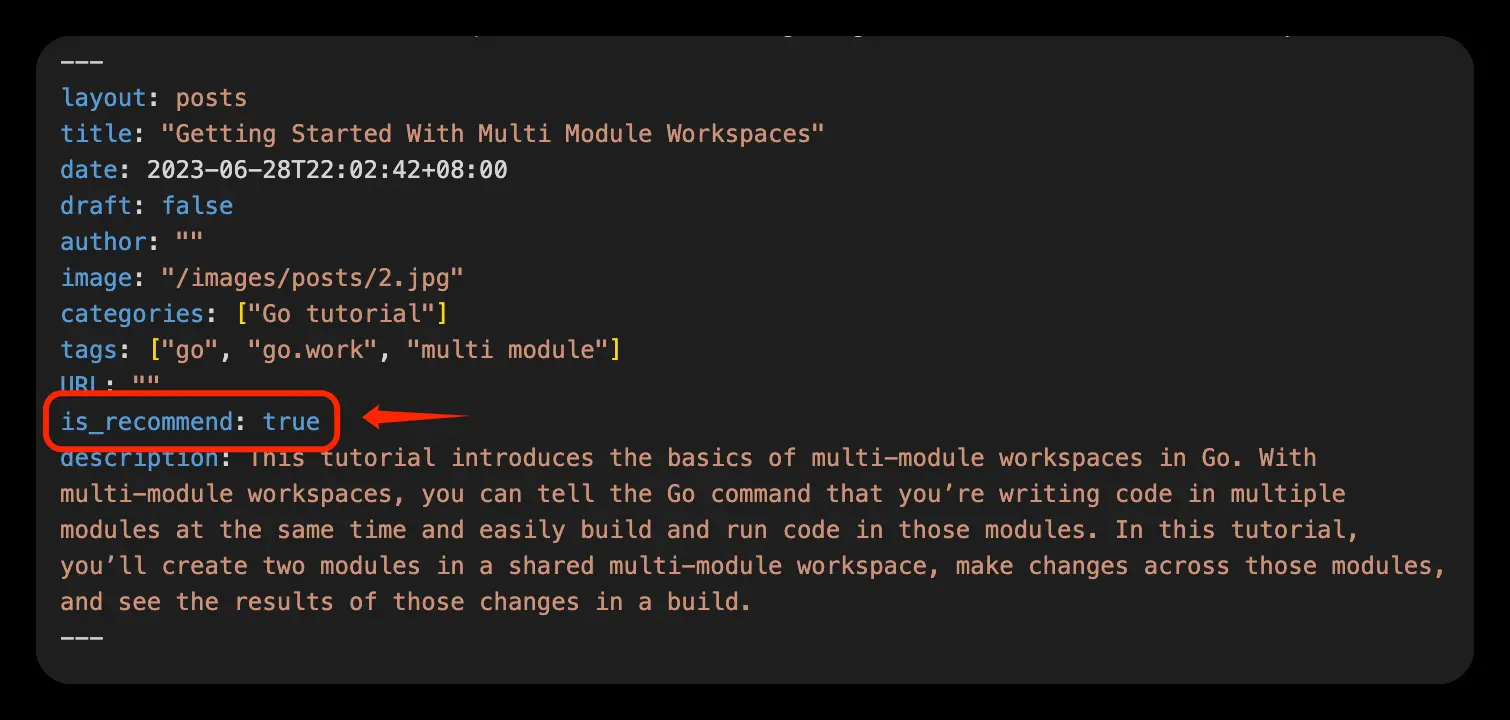 ---
layout: posts
title: "Getting Started With Multi Module Workspaces"
date: 2023-06-28T22:02:42+08:00
draft: false
author: ""
image: "/images/posts/2.jpg"
categories: ["Go tutorial"]
tags: ["go", "go.work", "multi module"]
URL: ""
is_recommend: true
description: This tutorial introduces the basics of multi-module workspaces in Go. With
multi-module workspaces, you can tell the Go command that you’re writing code in multiple
modules at the same time and easily build and run code in those modules. In this tutorial,
you’ll create two modules in a shared multi-module workspace, make changes across those modules,
and see the results of those changes in a build.
---